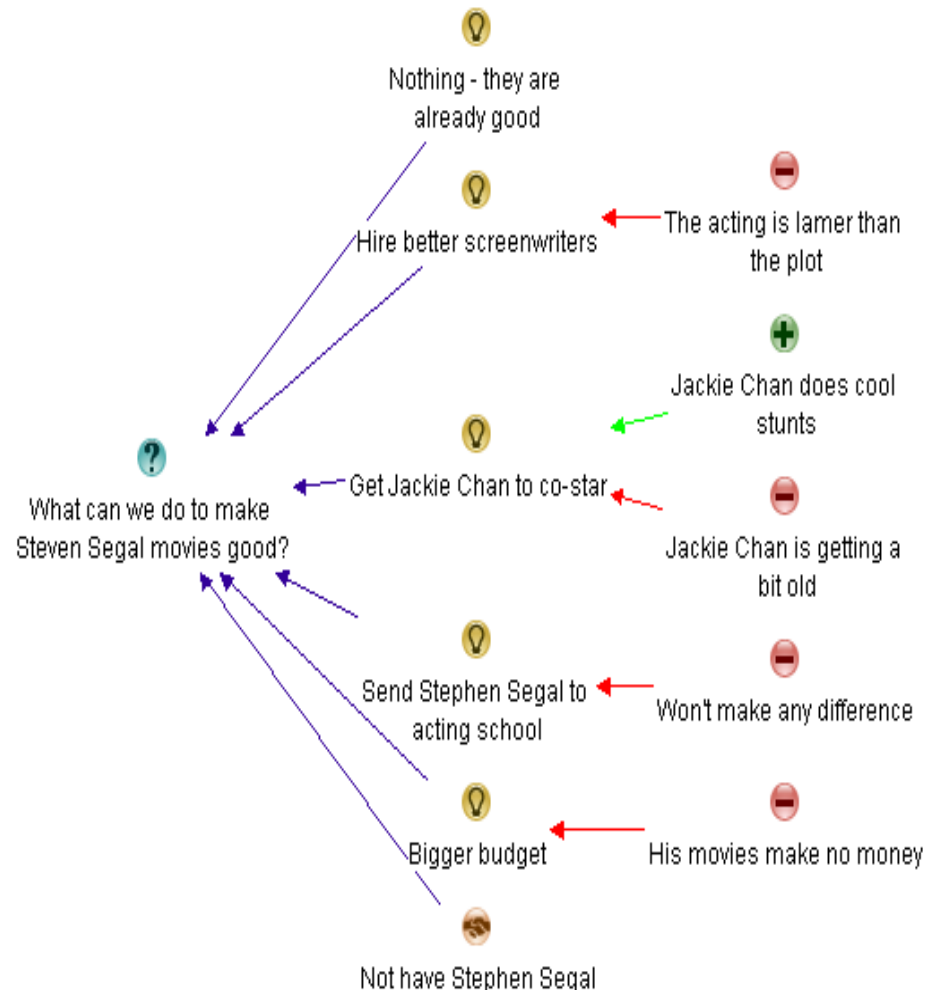 Nothing - they are
already good
Hire better screenwriters
The acting is lamer than
the plot
Jackie Chan does cool
stunts
Get Jackie Chan to co-star
What can we do to make
Steven Segal movies good?
Jackie Chan is getting a
bit old
Send Stephen Segal to
acting school
Won't make any difference
Bigger budget
His movies make no money
Not have Stephen Segal